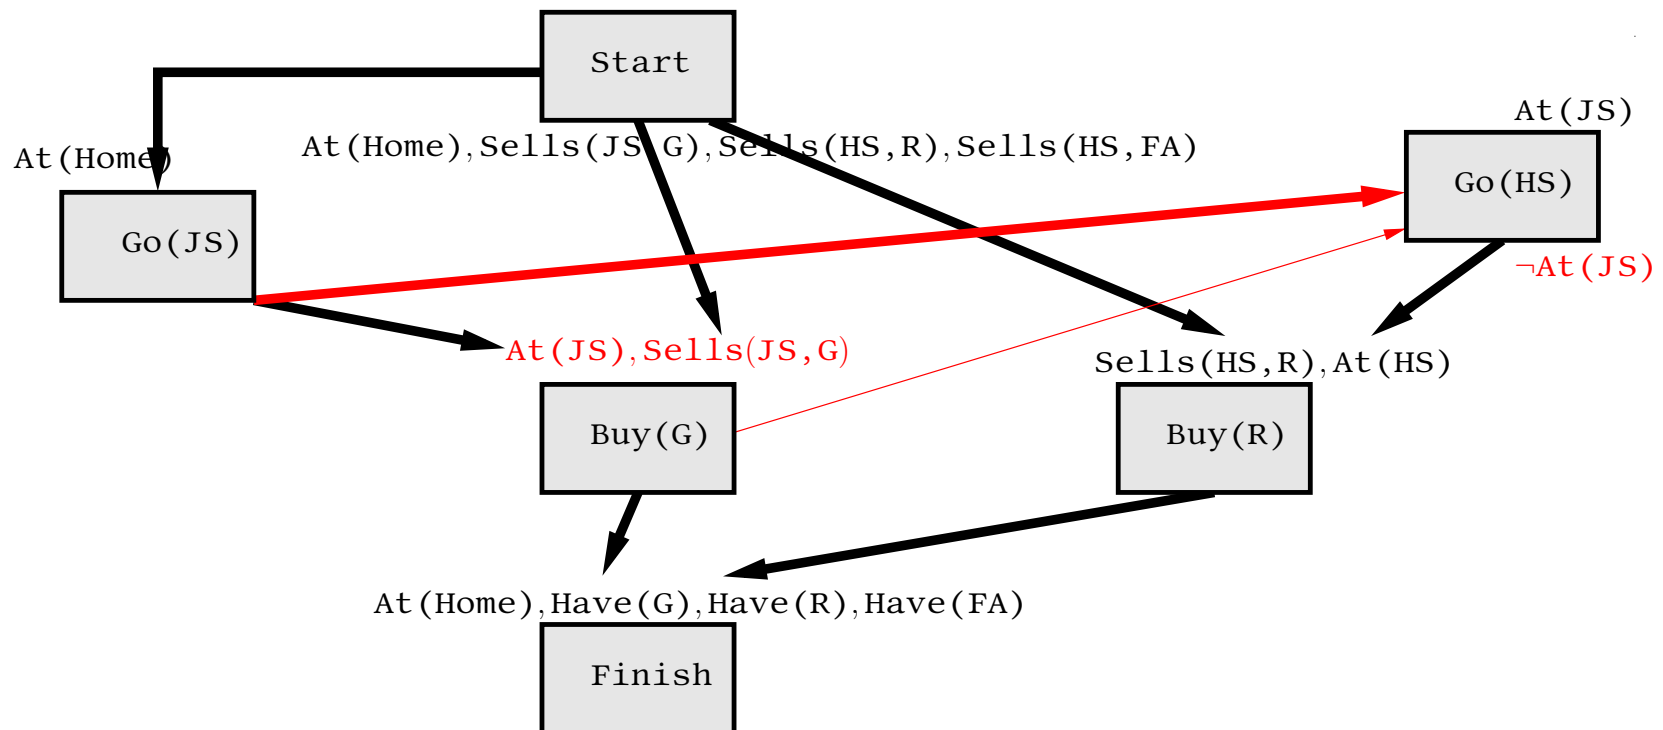 Start
At(JS)
At(Home),Sells(JS,G),Sells(HS,R),Sells(HS,FA)
At(Home)
Go(HS)
Go(JS)
¬At(JS)
At(JS),Sells(JS,G)
Sells(HS,R),At(HS)
Buy(G)
Buy(R)
At(Home),Have(G),Have(R),Have(FA)
Finish